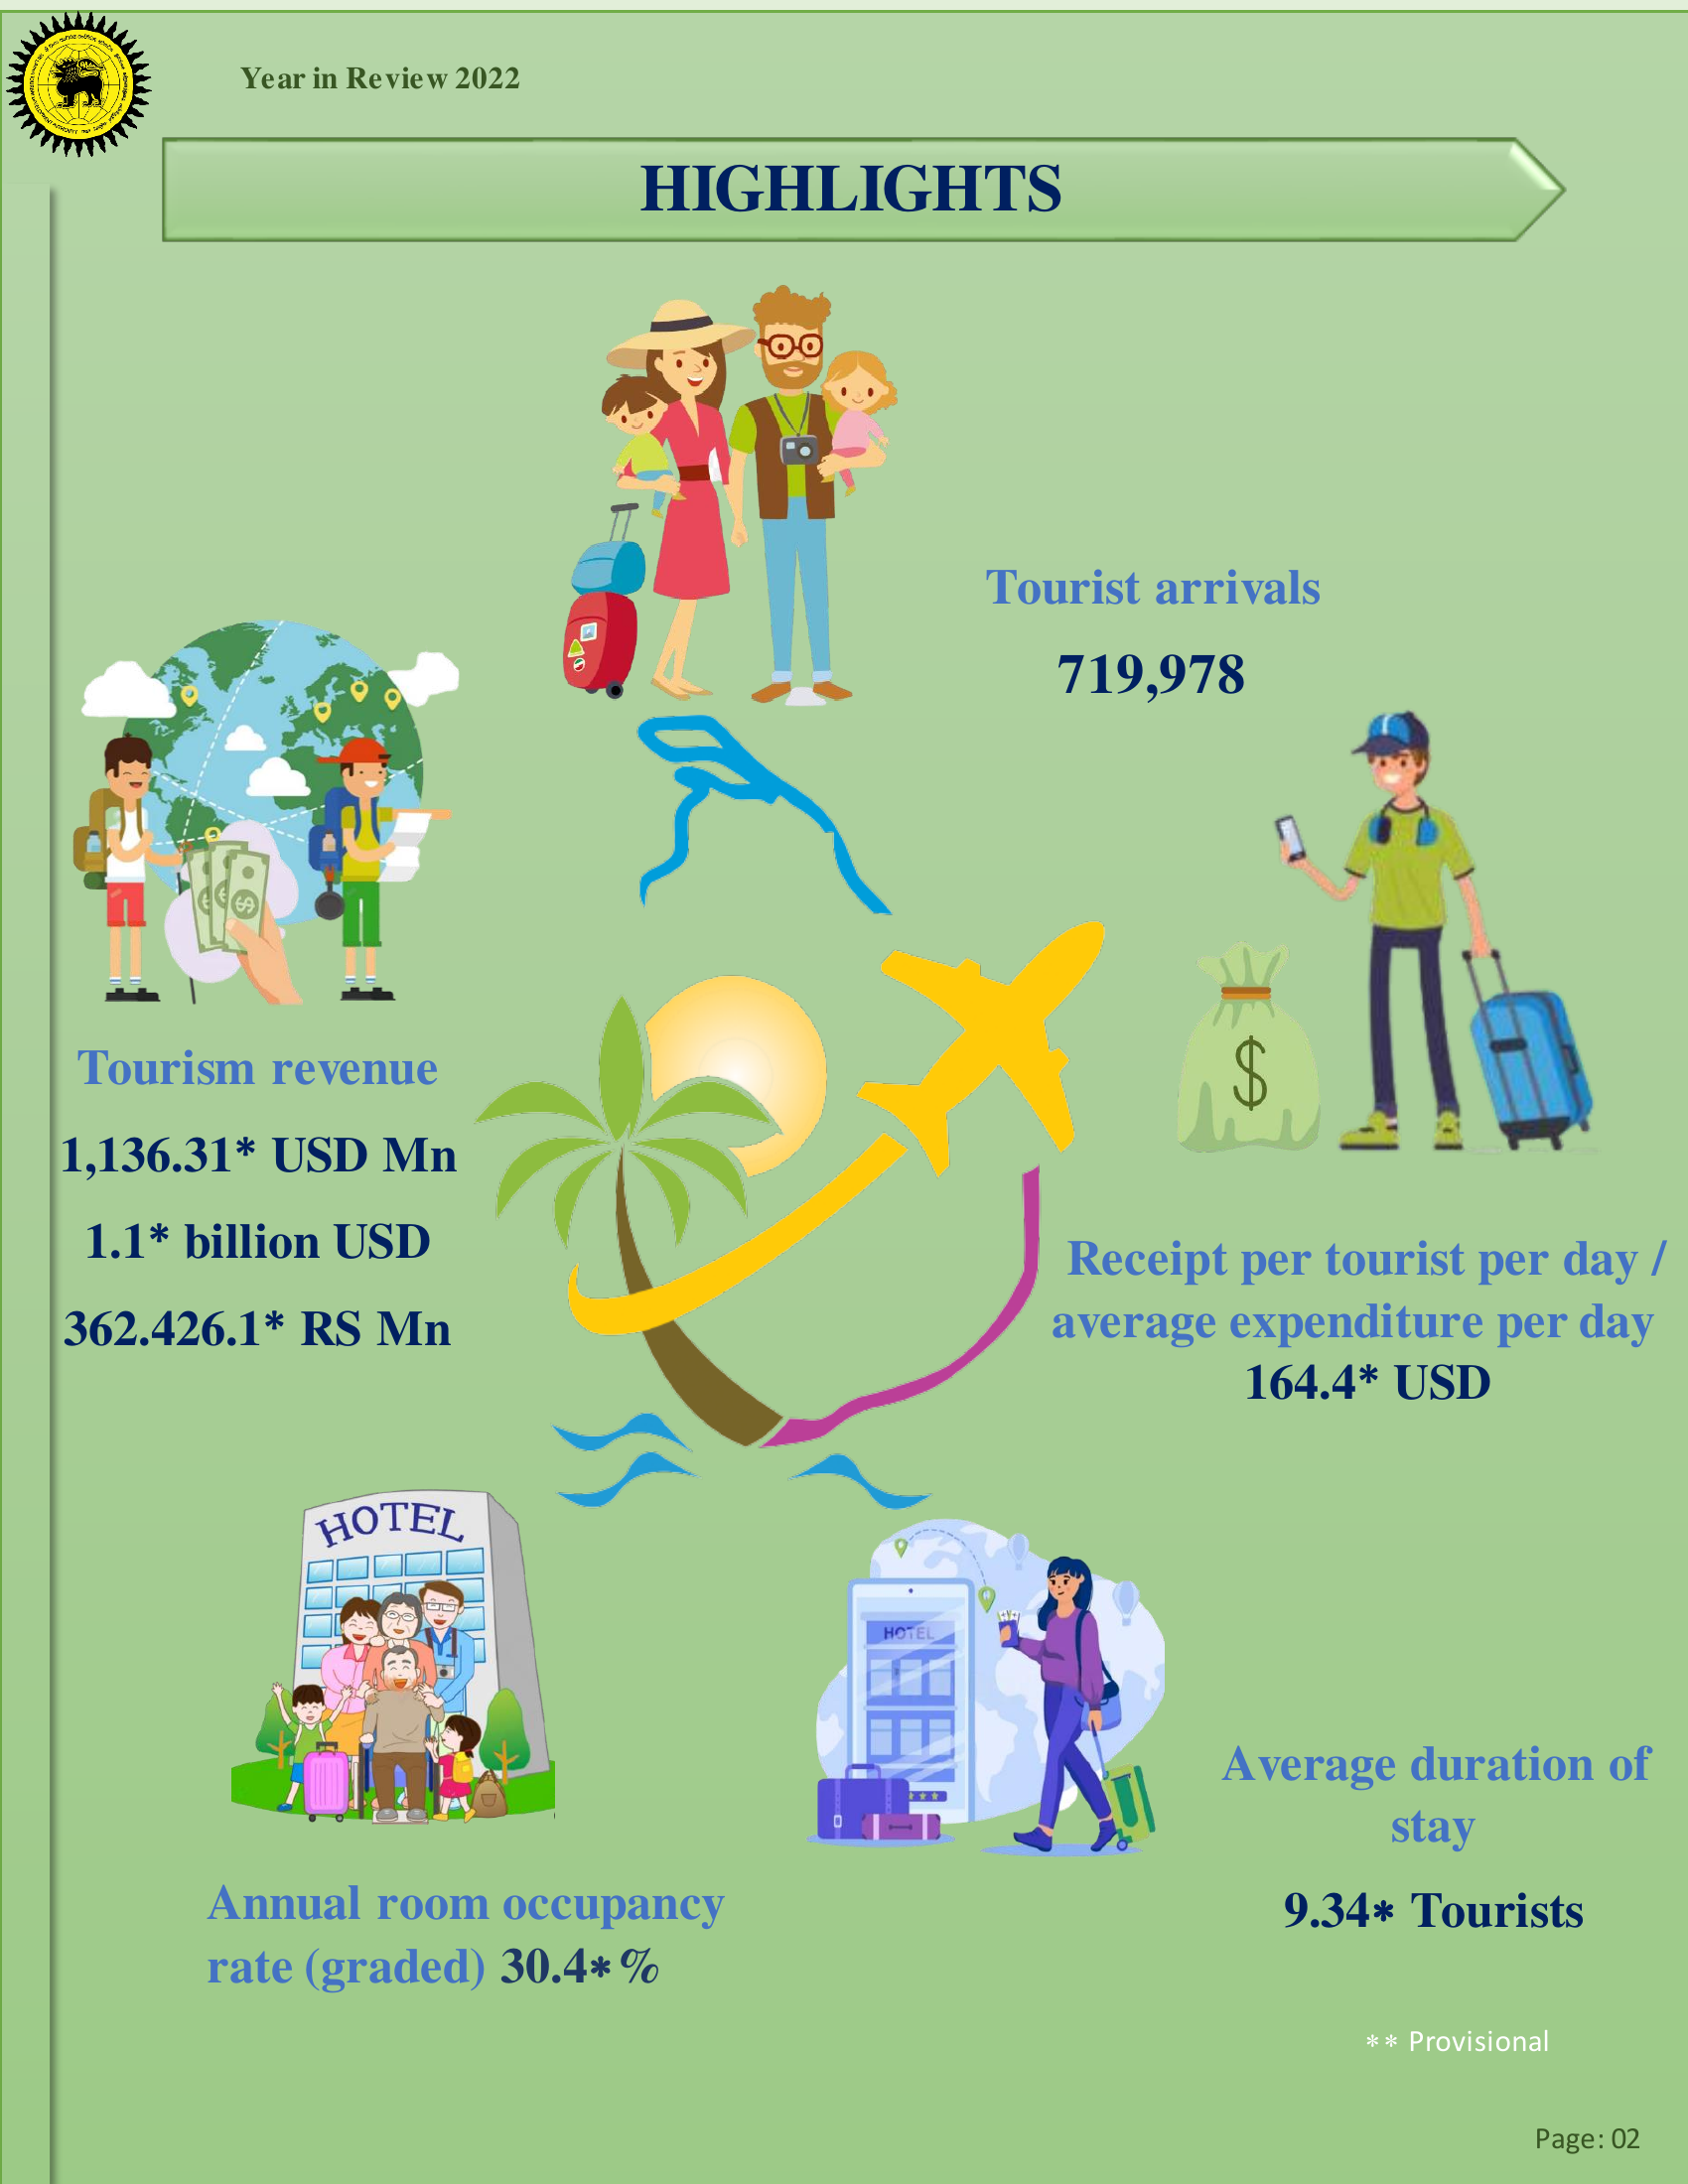 Year in Review 2022
HIGHLIGHTS
Tourist arrivals
719,978
Tourism revenue
1,136.31* USD Mn
1.1* billion USD
362.426.1* RS Mn
Receipt per tourist per day /
average expenditure per day
164.4* USD
HOTEL
HOTEL
Average duration of
stay
9.34* Tourists
Annual room occupancy
rate (graded) 30.4* %
** Provisional
Page: 02